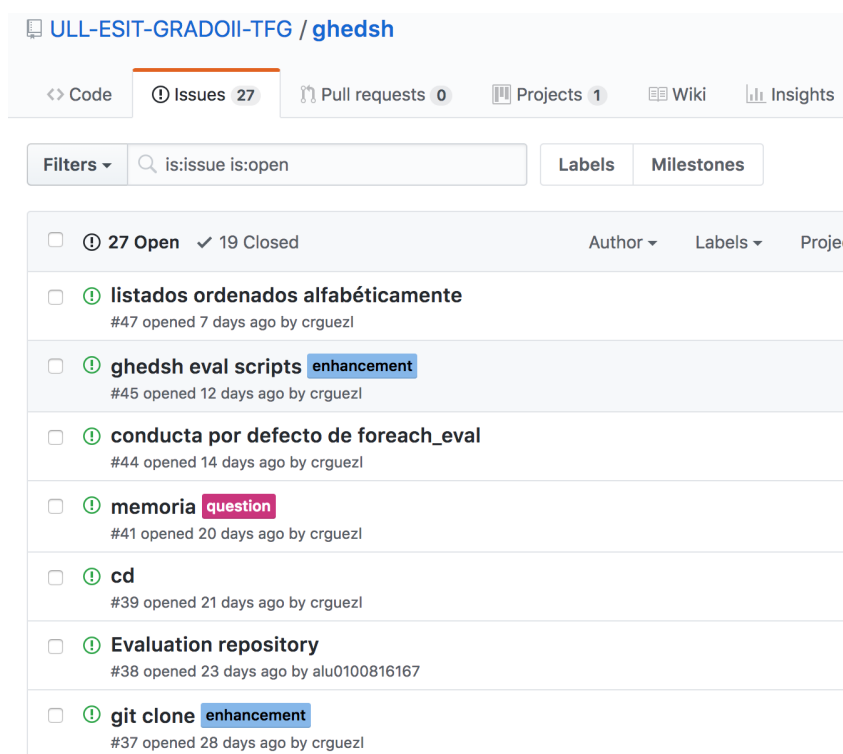 ULL-ESIT-GRADOII-TFG / ghedsh
Code Issues 27 Pull requests 0 Projects 1 Wiki Insights
Filters is:issue is:open Labels Milestones
27 Open 19 Closed Author Labels Proje
listados ordenados alfabéticamente
#47 opened 7 days ago by crguezl
ghedsh eval scripts enhancement
#45 opened 12 days ago by crguezl
conducta por defecto de foreach_eval
#44 opened 14 days ago by crguezl
memoria question
#41 opened 20 days ago by crguezl
cd
#39 opened 21 days ago by crguezl
Evaluation repository
#38 opened 23 days ago by alu0100816167
git clone enhancement
#37 opened 28 days ago by crguezl